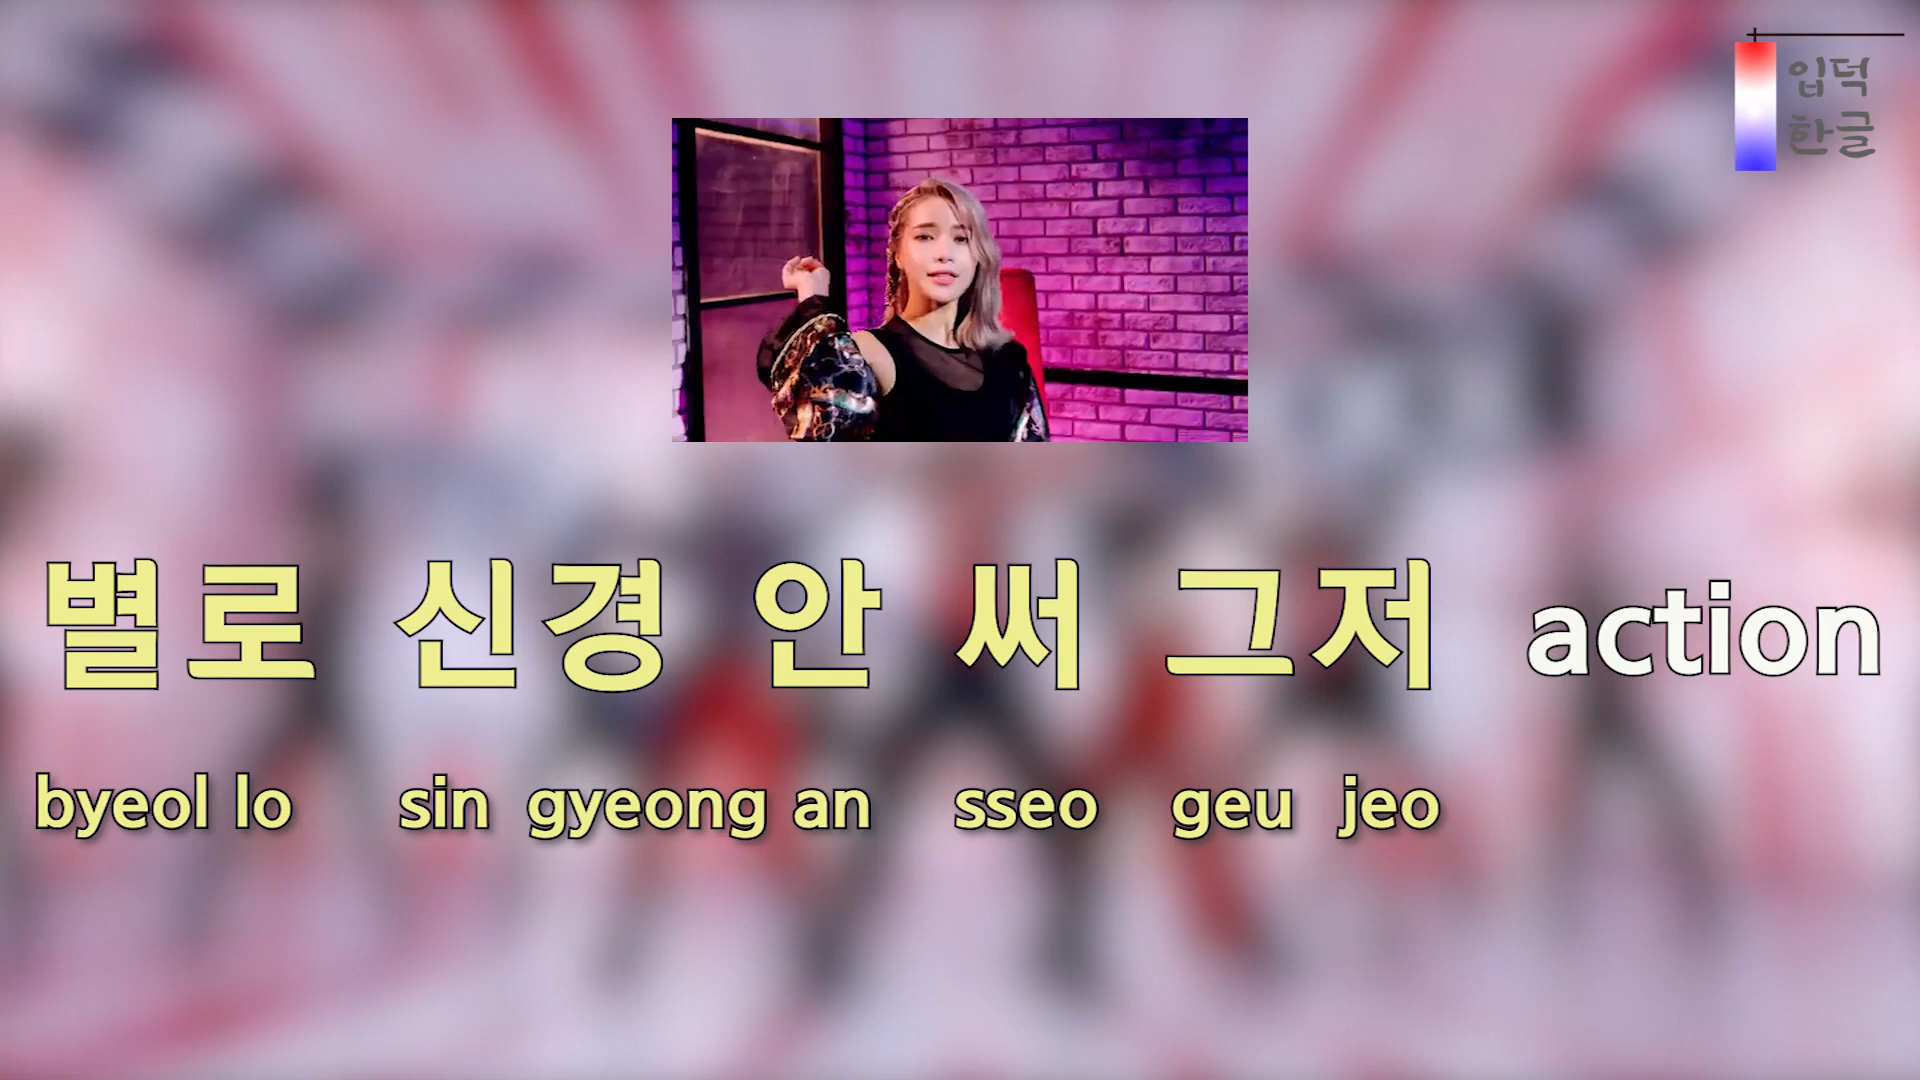 입덕
한글
별로 신경 안 써 그저 action
byeol lo sin gyeong an sseo geu jeo